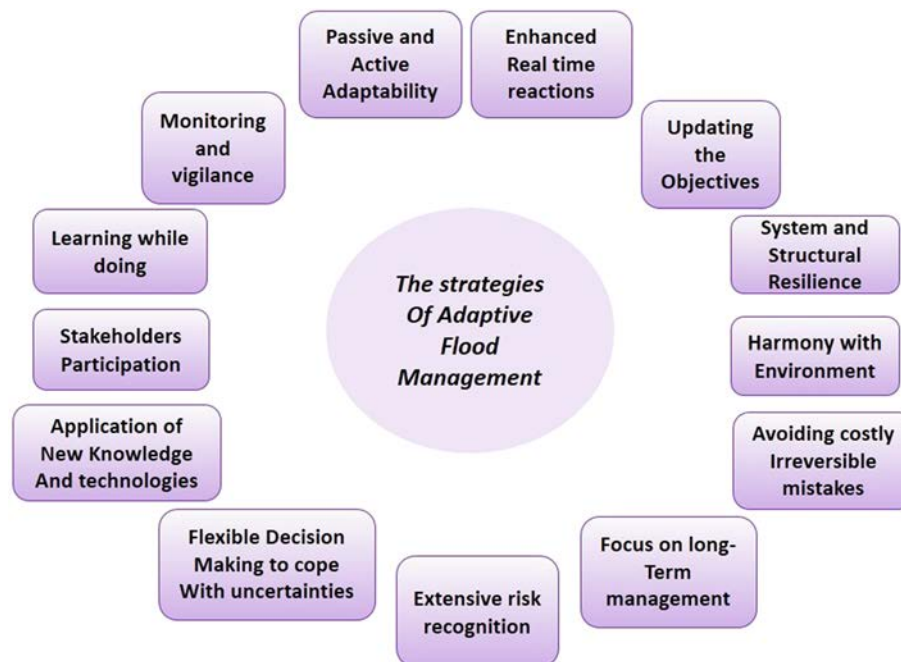 Passive and
Active
Adaptability
Enhanced
Real time
reactions
Updating
the
Objectives
System and
Structural
Resilience
Harmony with
Environment
Avoiding costly
Irreversible
mistakes
Focus on long-
Term
management
Extensive risk
recognition
Flexible Decision
Making to cope
With uncertainties
Application of
New Knowledge
And technologies
Stakeholders
Participation
Learning while
doing
Monitoring
and
vigilance
The strategies
Of Adaptive
Flood
Management